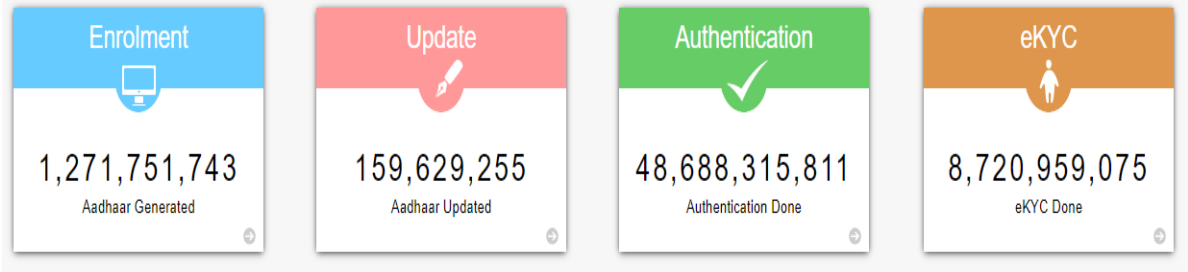 Enrolment
1,271,751,743
Aadhaar Generated
Update
159,629,255
Aadhaar Updated
Authentication
48,688,315,811
Authentication Done
eKYC
8,720,959,075
eKYC Done